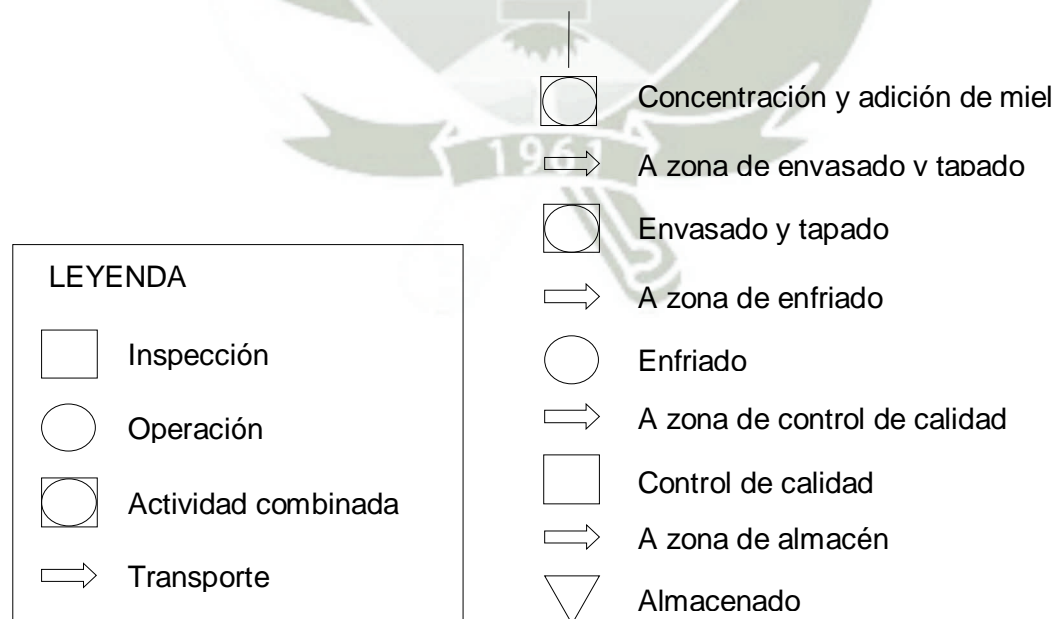 Concentración y adición de miel
1961
A zona de envasado y tapado
Envasado y tapado
A zona de enfriado
Enfriado
A zona de control de calidad
Control de calidad
A zona de almacén
Almacenado
LEYENDA
Inspección
Operación
Actividad combinada
Transporte